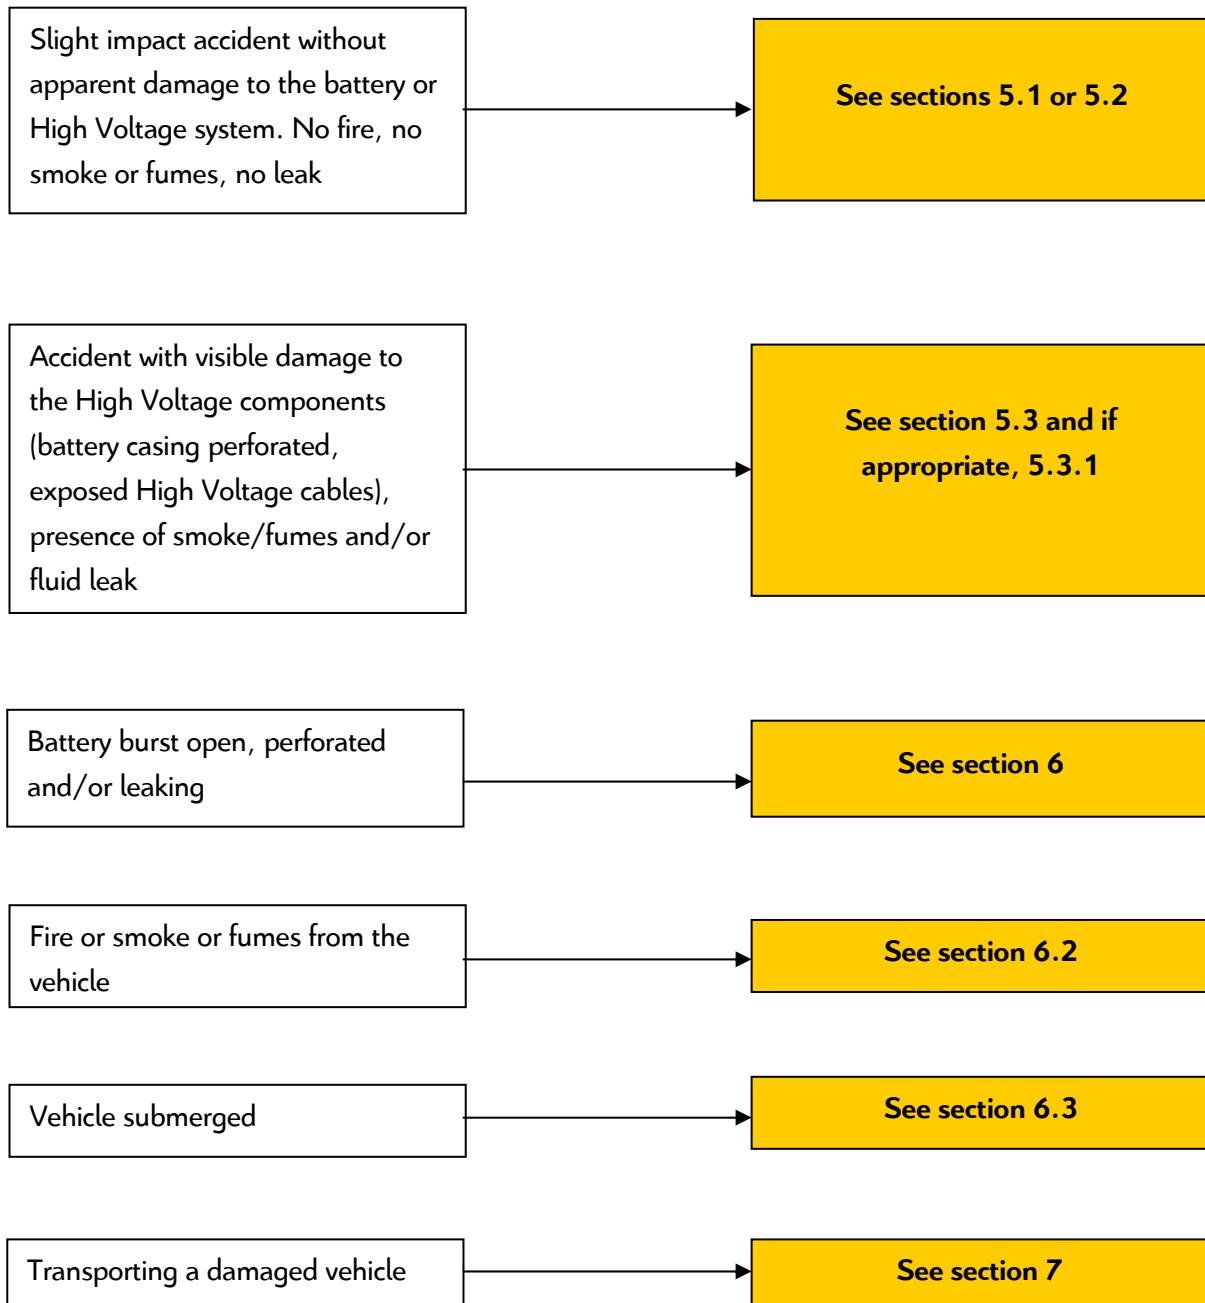 Slight impact accident without
apparent damage to the battery or
High Voltage system. No fire, no
smoke or fumes, no leak
See sections 5.1 or 5.2
Accident with visible damage to
the High Voltage components
(battery casing perforated,
exposed High Voltage cables),
presence of smoke/fumes and/or
fluid leak
See section 5.3 and if
appropriate, 5.3.1
Battery burst open, perforated
and/or leaking
See section 6
Fire or smoke or fumes from the
vehicle
See section 6.2
Vehicle submerged
See section 6.3
Transporting a damaged vehicle
See section 7